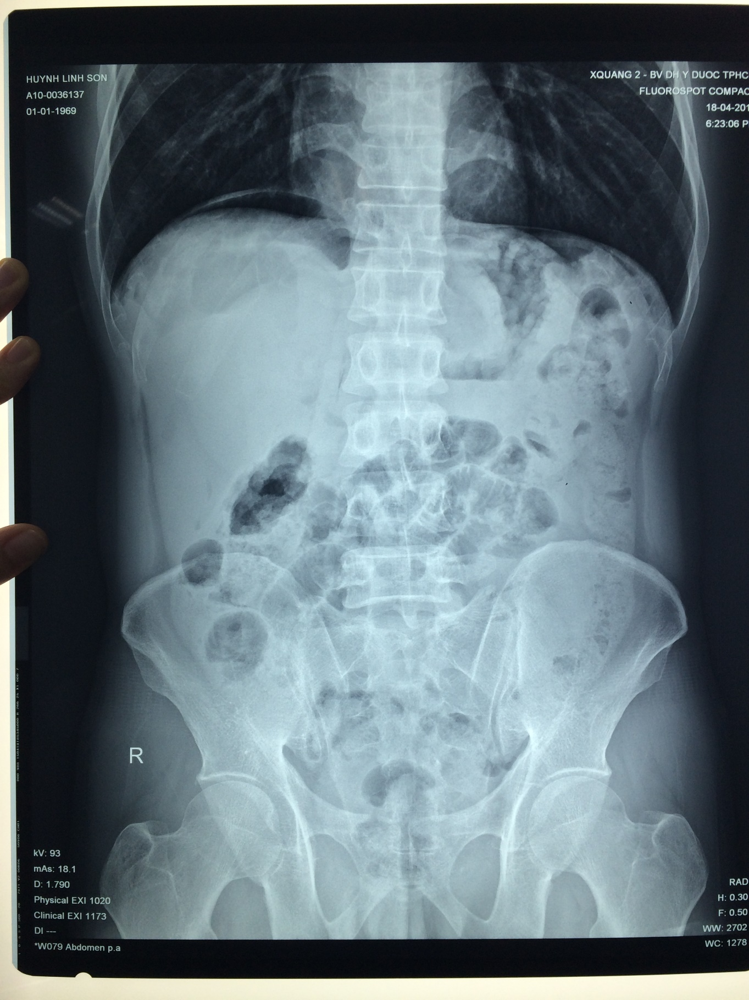 HUYNH LINH SON
A10-0036137
01-01-1969
XQUANG 2 - BV DH Y DUOC TPHC
FLUOROSPOT COMPAC
18-04-201
6:23:06 P
R
kV: 93
mAs: 18.1
D: 1.790
Physical EXI 1020
Clinical EXI 1173
DI ---
*W079 Abdomen p.a
RAD
H: 0.30
F: 0.50
WW: 2702
WC: 1278